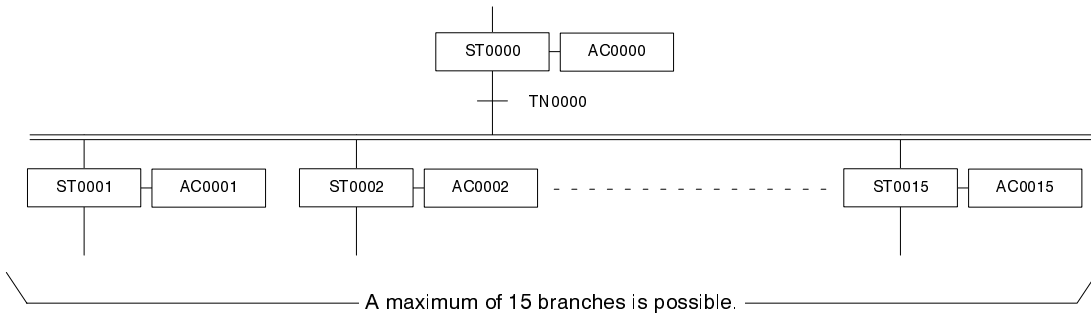 ST0000 AC0000
TN0000
ST0001 AC0001 ST0002 AC0002 ST0015 AC0015
A maximum of 15 branches is possible.